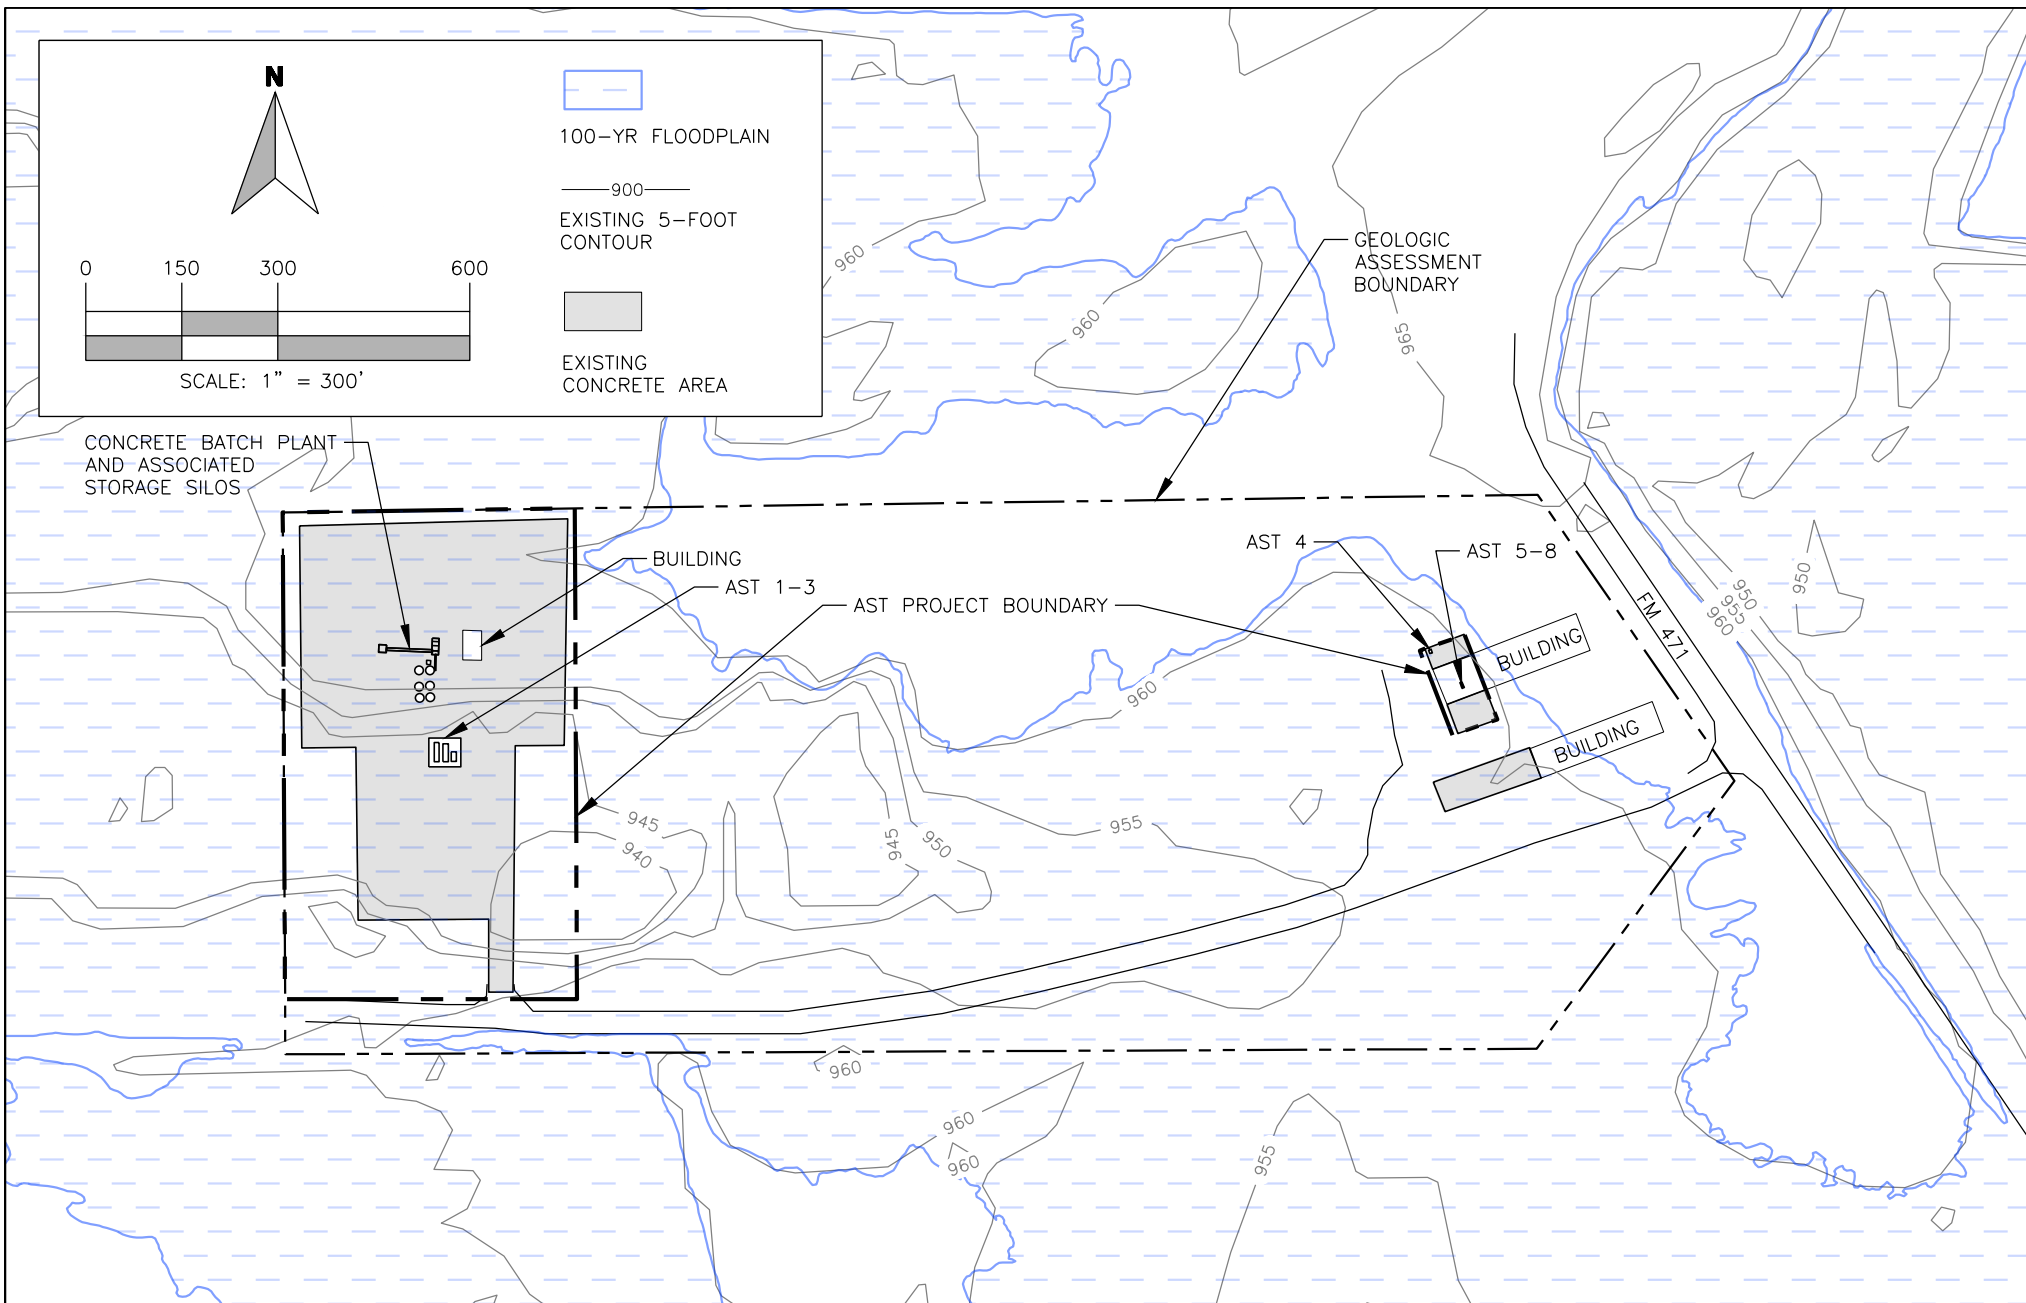 N
100-YR FLOODPLAIN
900
EXISTING 5-FOOT
CONTOUR
0 150 300 600
SCALE: 1" = 300'
EXISTING
CONCRETE AREA
CONCRETE BATCH PLANT
AND ASSOCIATED
STORAGE SILOS
GEOLOGIC
ASSESSMENT
BOUNDARY
960
960
965
BUILDING
AST 1-3
AST PROJECT BOUNDARY
AST 4
AST 5-8
FM 471
BUILDING
BUILDING
950
950
955
960
960
945
940
945
950
955
960
960
960
955